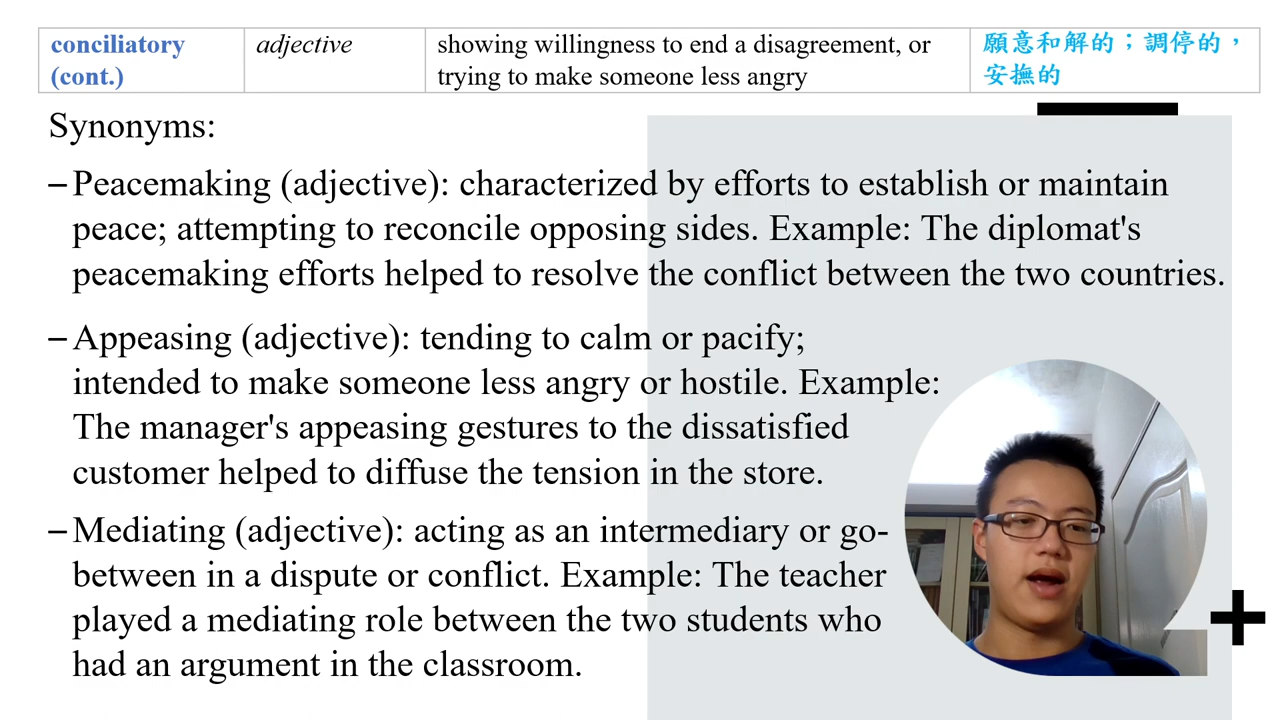 conciliatory (cont.)
adjective
showing willingness to end a disagreement, or
trying to make someone less angry
願意和解的；調停的，
安撫的
Synonyms:
– Peacemaking (adjective): characterized by efforts to establish or maintain
peace; attempting to reconcile opposing sides. Example: The diplomat's
peacemaking efforts helped to resolve the conflict between the two countries.
– Appeasing (adjective): tending to calm or pacify;
intended to make someone less angry or hostile. Example:
The manager's appeasing gestures to the dissatisfied
customer helped to diffuse the tension in the store.
– Mediating (adjective): acting as an intermediary or go-
between in a dispute or conflict. Example: The teacher
played a mediating role between the two students who
had an argument in the classroom.